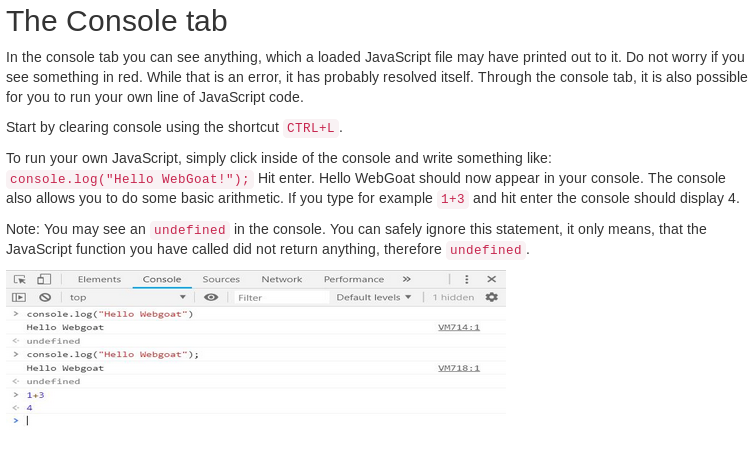 The Console tab
In the console tab you can see anything, which a loaded JavaScript file may have printed out to it. Do not worry if you
see something in red. While that is an error, it has probably resolved itself. Through the console tab, it is also possible
for you to run your own line of JavaScript code.
Start by clearing console using the shortcut CTRL+L.
To run your own JavaScript, simply click inside of the console and write something like:
console.log("Hello WebGoat!"); Hit enter. Hello WebGoat should now appear in your console. The console
also allows you to do some basic arithmetic. If you type for example 1+3 and hit enter the console should display 4.
Note: You may see an undefined in the console. You can safely ignore this statement, it only means, that the
JavaScript function you have called did not return anything, therefore undefined.
Elements Console Sources Network Performance »
top Filter Default levels 1 hidden
> console.log("Hello Webgoat")
Hello Webgoat VM714:1
undefined
> console.log("Hello Webgoat");
Hello Webgoat VM718:1
undefined
> 1+3
4
>